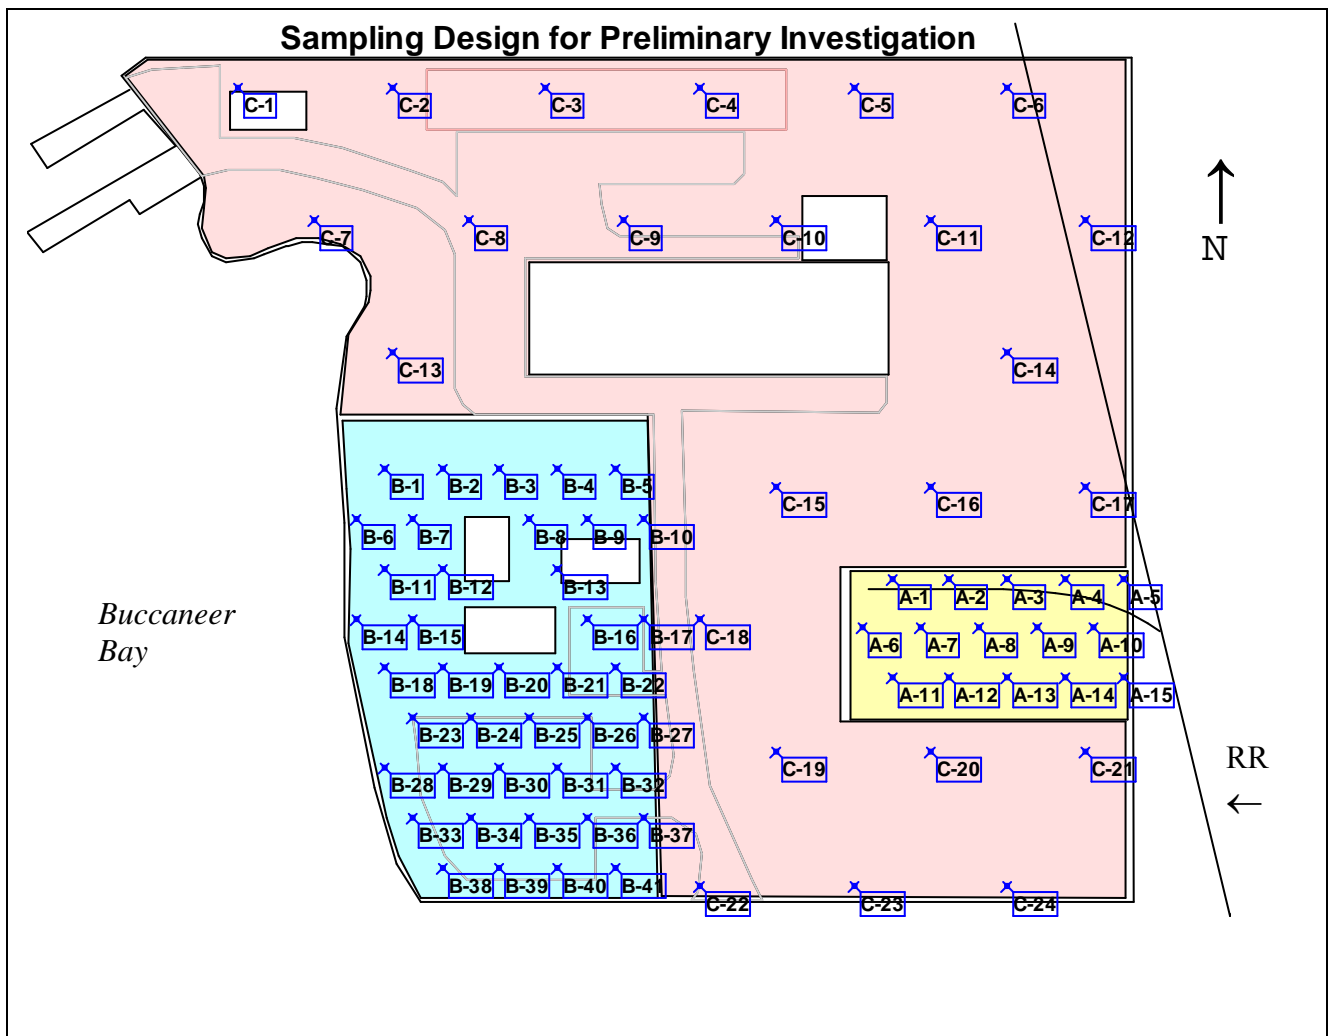 Sampling Design for Preliminary Investigation
C-1 C-2 C-3 C-4 C-5 C-6
C-7 C-8 C-9 C-10 C-11 C-12
N
C-13 C-14
B-1 B-2 B-3 B-4 B-5 C-15 C-16 C-17
B-6 B-7 B-8 B-9 B-10
B-11 B-12 B-13 A-1 A-2 A-3 A-4 A-5
Buccaneer
Bay
B-14 B-15 B-16 B-17 C-18 A-6 A-7 A-8 A-9 A-10
B-18 B-19 B-20 B-21 B-22 A-11 A-12 A-13 A-14 A-15
B-23 B-24 B-25 B-26 B-27
RR
C-19 C-20 C-21
B-28 B-29 B-30 B-31 B-32
B-33 B-34 B-35 B-36 B-37
B-38 B-39 B-40 B-41
C-22 C-23 C-24